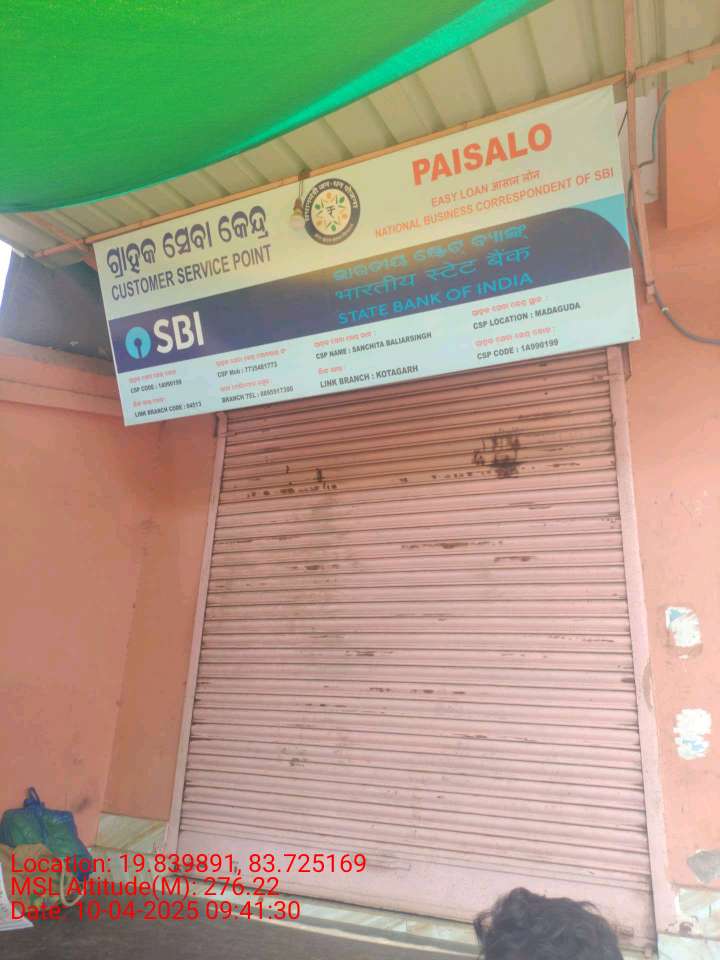 ଗ୍ରାହକ ସେବା କେନ୍ଦ୍ର
CUSTOMER SERVICE POINT
PAISALO
EASY LOAN आसान लोन
NATIONAL BUSINESS CORRESPONDENT OF SBI
SBI
ଭାରତୀୟ ଷ୍ଟେଟ ବ୍ୟାଙ୍କ
भारतीय स्टेट बैंक
STATE BANK OF INDIA
CSP CODE : 1A990199
LINK BRANCH CODE : 04513
CSP Mob : 7735481773
BRANCH TEL : 8895917300
CSP NAME : SANCHITA BALIARSINGH
LINK BRANCH : KOTAGARH
CSP LOCATION : MADAGUDA
CSP CODE : 1A990199
Location: 19.839891, 83.725169
MSL Altitude(M): 276.22
Date: 10-04-2025 09:41:30